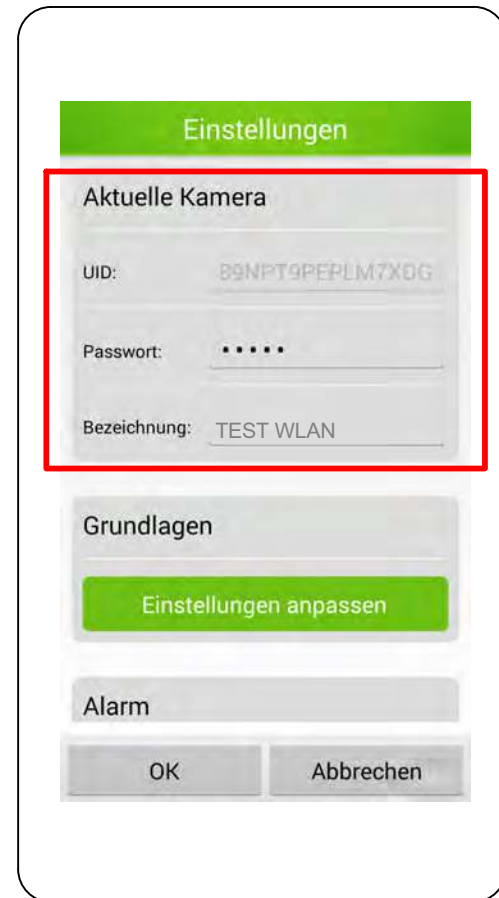 Einstellungen
Aktuelle Kamera
UID: B9NPT9PEPLM7XDG
Passwort: •••••
Bezeichnung: TEST WLAN
Grundlagen
Einstellungen anpassen
Alarm
OK Abbrechen